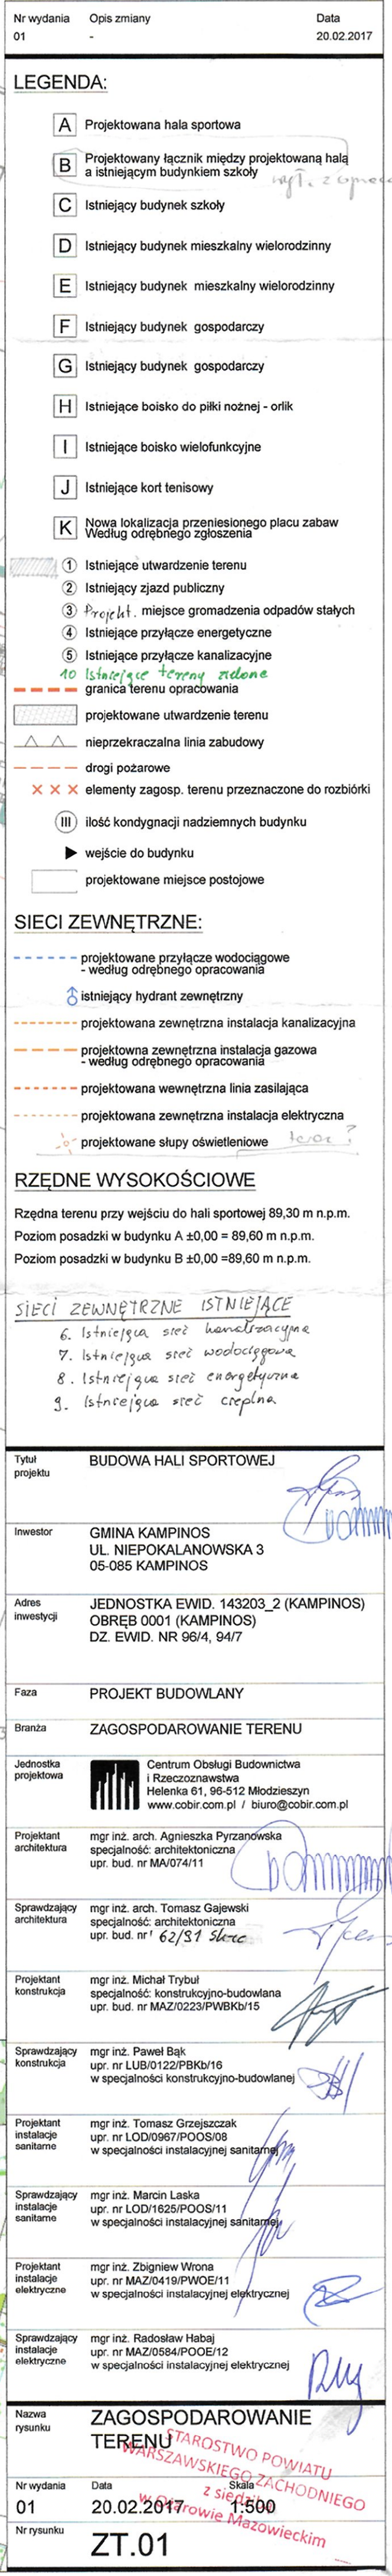 Nr wydania Opis zmiany Data
01 - 20.02.2017
LEGENDA:
A Projektowana hala sportowa
B Projektowany łącznik między projektowaną halą
a istniejącym budynkiem szkoły
C Istniejący budynek szkoły
D Istniejący budynek mieszkalny wielorodzinny
E Istniejący budynek mieszkalny wielorodzinny
F Istniejący budynek gospodarczy
G Istniejący budynek gospodarczy
H Istniejące boisko do piłki nożnej - orlik
I Istniejące boisko wielofunkcyjne
J Istniejące kort tenisowy
K Nowa lokalizacja przeniesionego placu zabaw
Według odrębnego zgłoszenia
1 Istniejące utwardzenie terenu
2 Istniejący zjazd publiczny
3 Projekt. miejsce gromadzenia odpadów stałych
4 Istniejące przyłącze energetyczne
5 Istniejące przyłącze kanalizacyjne
10 Istniejące tereny zielone
granica terenu opracowania
projektowane utwardzenie terenu
nieprzekraczalna linia zabudowy
drogi pożarowe
elementy zagosp. terenu przeznaczone do rozbiórki
III ilość kondygnacji nadziemnych budynku
wejście do budynku
projektowane miejsce postojowe
SIECI ZEWNĘTRZNE:
projektowane przyłącze wodociągowe
- według odrębnego opracowania
istniejący hydrant zewnętrzny
projektowana zewnętrzna instalacja kanalizacyjna
projektowna zewnętrzna instalacja gazowa
- według odrębnego opracowania
projektowana wewnętrzna linia zasilająca
projektowana zewnętrzna instalacja elektryczna
projektowane słupy oświetleniowe teraz?
RZĘDNE WYSOKOŚCIOWE
Rzędna terenu przy wejściu do hali sportowej 89,30 m n.p.m.
Poziom posadzki w budynku A ±0,00 = 89,60 m n.p.m.
Poziom posadzki w budynku B ±0,00 =89,60 m n.p.m.
SIECI ZEWNĘTRZNE ISTNIEJĄCE
6. Istniejąca sieć kanalizacyjna
7. Istniejąca sieć wodociągowa
8. Istniejąca sieć energetyczna
9. Istniejąca sieć cieplna
Tytuł projektu BUDOWA HALI SPORTOWEJ
Inwestor GMINA KAMPINOS
UL. NIEPOKALANOWSKA 3
05-085 KAMPINOS
Adres inwestycji JEDNOSTKA EWID. 143203_2 (KAMPINOS)
OBRĘB 0001 (KAMPINOS)
DZ. EWID. NR 96/4, 94/7
Faza PROJEKT BUDOWLANY
Branża ZAGOSPODAROWANIE TERENU
Jednostka projektowa Centrum Obsługi Budownictwa
i Rzeczoznawstwa
Helenka 61, 96-512 Młodzieszyn
www.cobir.com.pl / biuro@cobir.com.pl
Projektant architektura mgr inż. arch. Agnieszka Pyrzanowska
specjalność: architektoniczna
upr. bud. nr MA/074/11
Sprawdzający architektura mgr inż. arch. Tomasz Gajewski
specjalność: architektoniczna
upr. bud. nr 62/91 Skrc
Projektant konstrukcja mgr inż. Michał Trybuł
specjalność: konstrukcyjno-budowlana
upr. bud. nr MAZ/0223/PWBKb/15
Sprawdzający konstrukcja mgr inż. Paweł Bąk
upr. nr LUB/0122/PBKb/16
w specjalności konstrukcyjno-budowlanej
Projektant instalacje sanitarne mgr inż. Tomasz Grzejszczak
upr. nr LOD/0967/POOS/08
w specjalności instalacyjnej sanitarnej
Sprawdzający instalacje sanitarne mgr inż. Marcin Laska
upr. nr LOD/1625/POOS/11
w specjalności instalacyjnej sanitarnej
Projektant instalacje elektryczne mgr inż. Zbigniew Wrona
upr. nr MAZ/0419/PWOE/11
w specjalności instalacyjnej elektrycznej
Sprawdzający instalacje elektryczne mgr inż. Radosław Habaj
upr. nr MAZ/0584/POOE/12
w specjalności instalacyjnej elektrycznej
Nazwa rysunku ZAGOSPODAROWANIE
TERENU
STAROSTWO POWIATU
WARSZAWSKIEGO ZACHODNIEGO
z siedzibą
w Ożarowie Mazowieckim
Nr wydania Data Skala
01 20.02.2017 1:500
Nr rysunku ZT.01